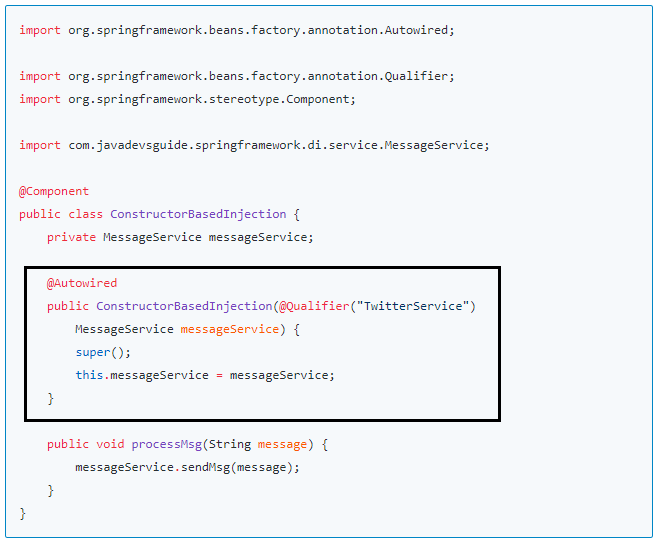 import org.springframework.beans.factory.annotation.Autowired;
import org.springframework.beans.factory.annotation.Qualifier;
import org.springframework.stereotype.Component;
import com.javadevsguide.springframework.di.service.MessageService;
@Component
public class ConstructorBasedInjection {
    private MessageService messageService;
    @Autowired
    public ConstructorBasedInjection(@Qualifier("TwitterService")
        MessageService messageService) {
        super();
        this.messageService = messageService;
    }
    public void processMsg(String message) {
        messageService.sendMsg(message);
    }
}